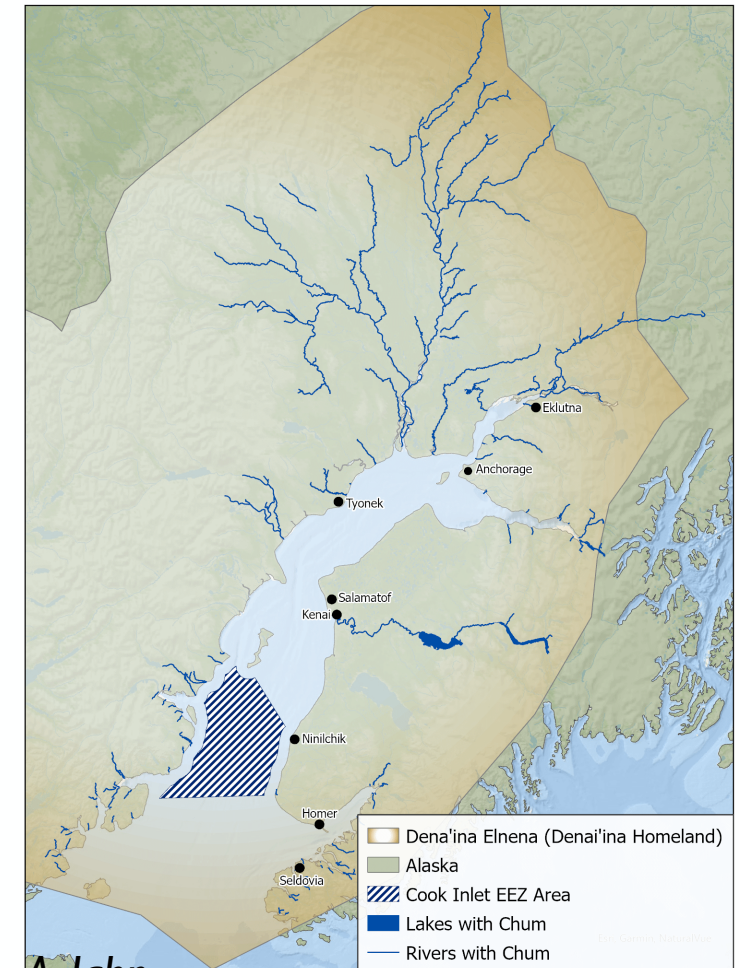 Eklutna
Anchorage
Tyonek
Salamatof
Kenai
Ninilchik
Homer
Seldovia
Dena'ina Elnena (Denai'ina Homeland)
Alaska
Cook Inlet EEZ Area
Lakes with Chum
Rivers with Chum